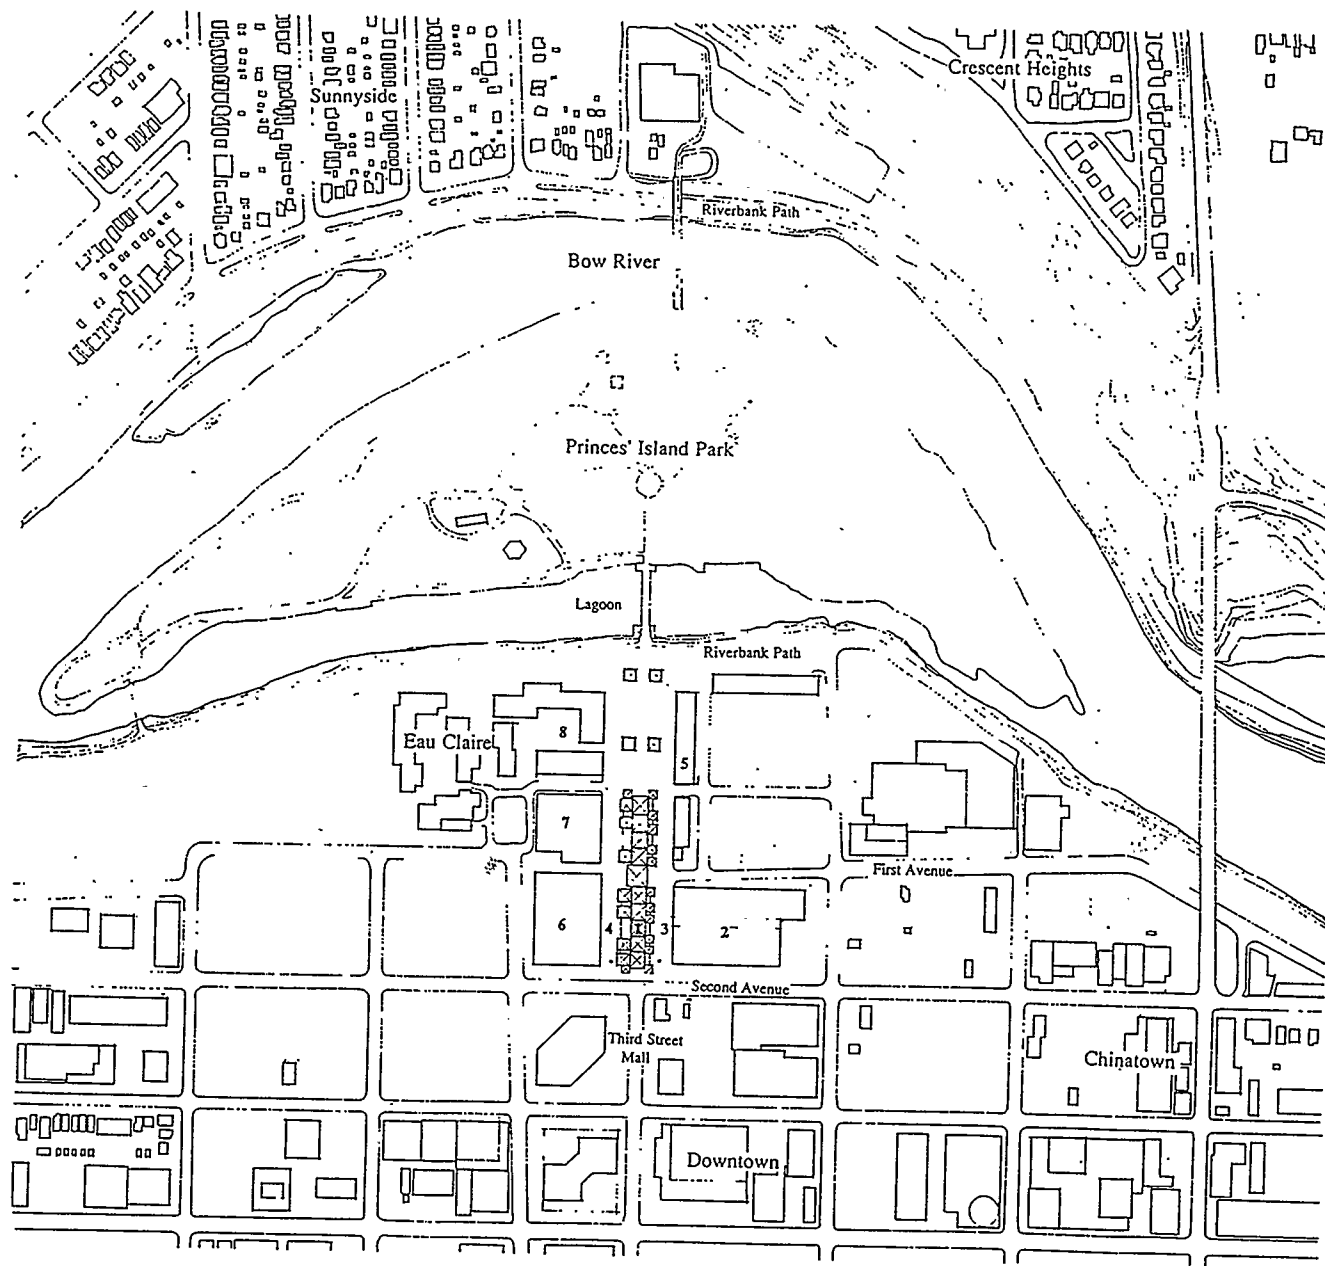 Crescent Heights
Sunnyside
Riverbank Path
Bow River
Princes' Island Park
Lagoon
Riverbank Path
8
Eau Claire
5
7
First Avenue
6
4
1
3
2
Second Avenue
Third Street
Mall
Chinatown
Downtown